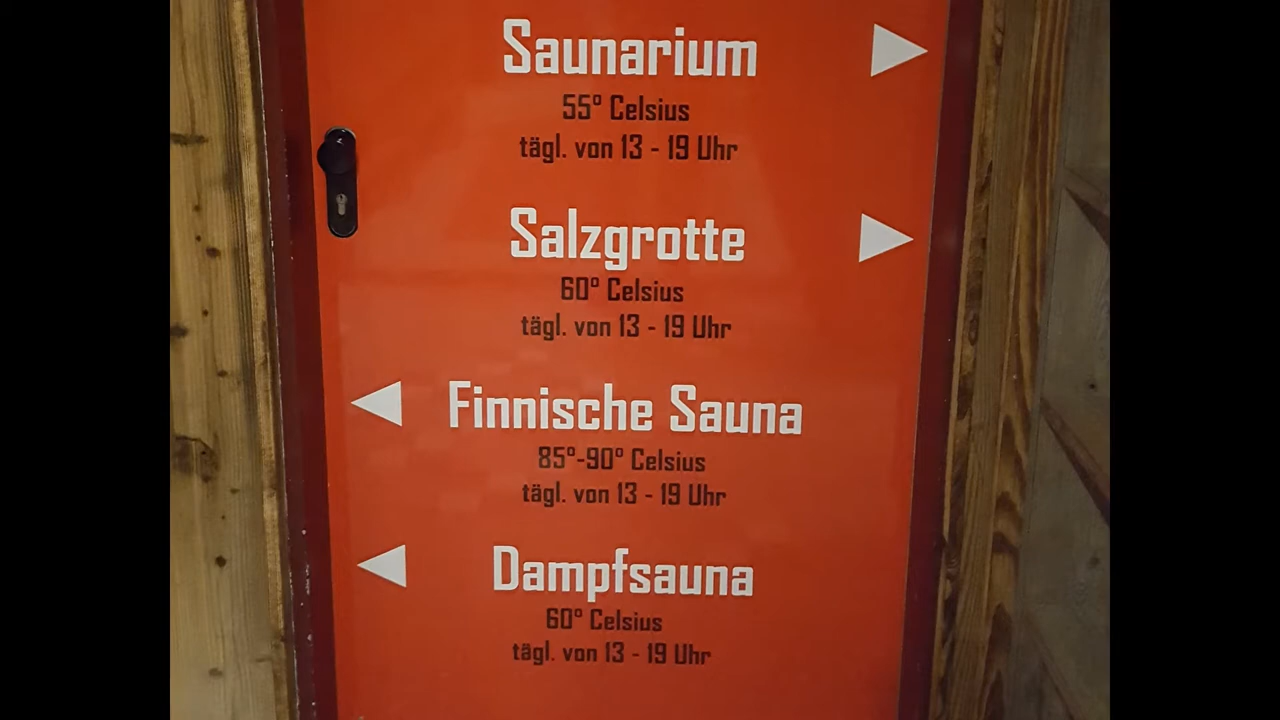 Saunarium
55° Celsius
tägl. von 13 - 19 Uhr
Salzgrotte
60° Celsius
tägl. von 13 - 19 Uhr
Finnische Sauna
85°-90° Celsius
tägl. von 13 - 19 Uhr
Dampfsauna
60° Celsius
tägl. von 13 - 19 Uhr